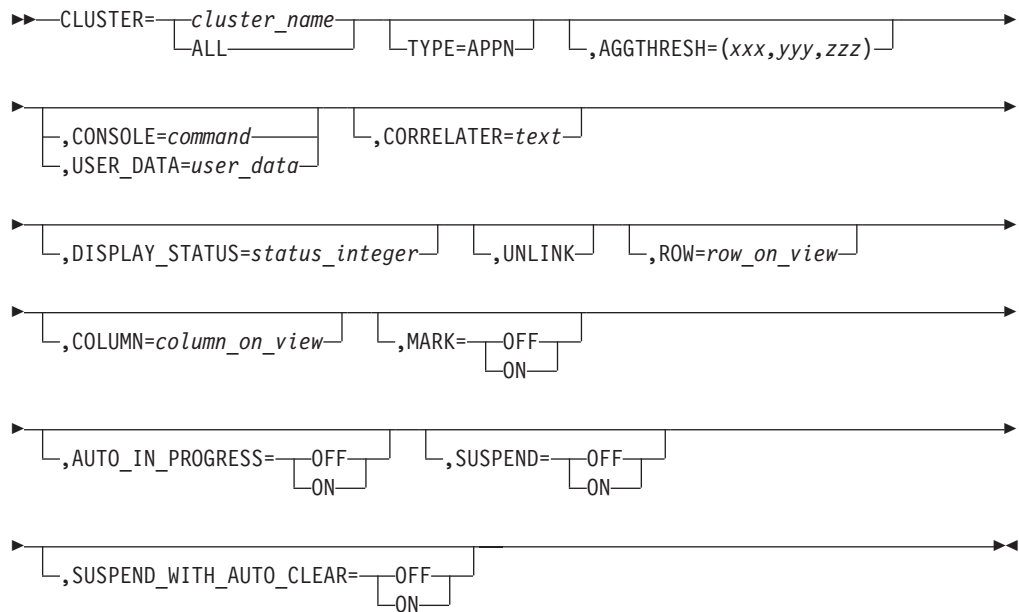 CLUSTER= cluster_name TYPE=APPN ,AGGTHRESH=(xxx,yyy,zzz)
ALL
,CONSOLE=command ,CORRELATER=text
,USER_DATA=user_data
,DISPLAY_STATUS=status_integer ,UNLINK ,ROW=row_on_view
,COLUMN=column_on_view ,MARK= OFF
ON
,AUTO_IN_PROGRESS= OFF ,SUSPEND= OFF
ON ON
,SUSPEND_WITH_AUTO_CLEAR= OFF
ON